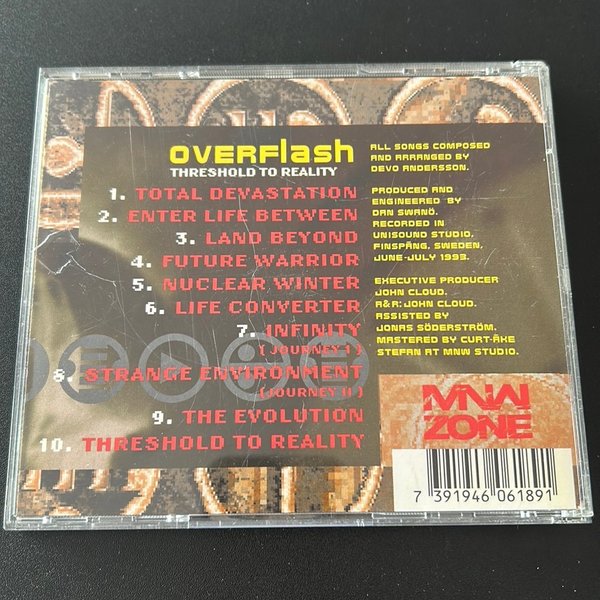 OVERFlash
THRESHOLD TO REALITY
1. TOTAL DEVASTATION
2. ENTER LIFE BETWEEN
3. LAND BEYOND
4. FUTURE WARRIOR
5. NUCLEAR WINTER
6. LIFE CONVERTER
7. INFINITY
(JOURNEY I)
8. STRANGE ENVIRONMENT
(JOURNEY II)
9. THE EVOLUTION
10. THRESHOLD TO REALITY
ALL SONGS COMPOSED
AND ARRANGED BY
DEVO ANDERSSON.
PRODUCED AND
ENGINEERED BY
DAN SWANÖ.
RECORDED IN
UNISOUND STUDIO,
FINSPÅNG, SWEDEN,
JUNE-JULY 1993.
EXECUTIVE PRODUCER
JOHN CLOUD.
A&R: JOHN CLOUD.
ASSISTED BY
JONAS SÖDERSTRÖM.
MASTERED BY CURT-ÅKE
STEFAN AT MNW STUDIO.
MNW
ZONE
7 391946 061891